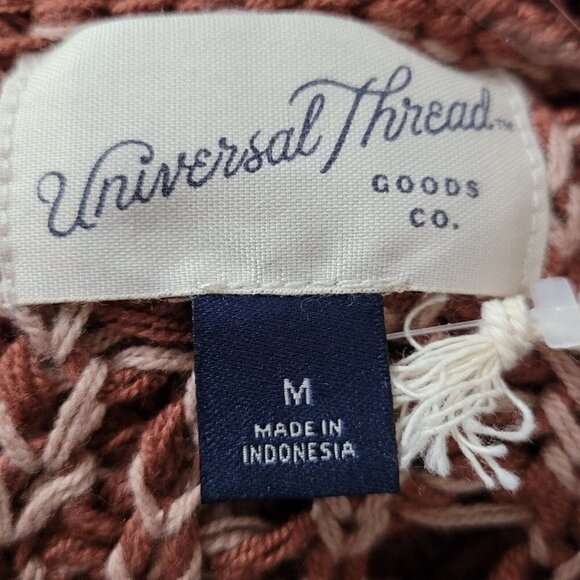 Universal Thread™
GOODS
CO.
M
MADE IN
INDONESIA